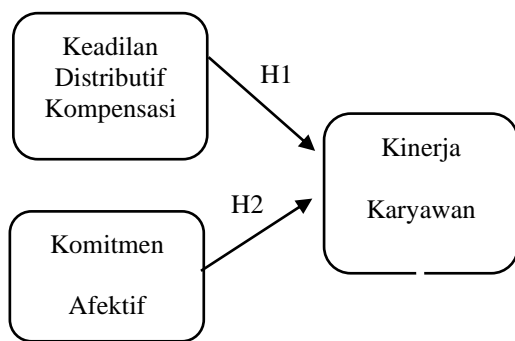 Keadilan
Distributif
Kompensasi
H1
Kinerja
Karyawan
H2
Komitmen
Afektif